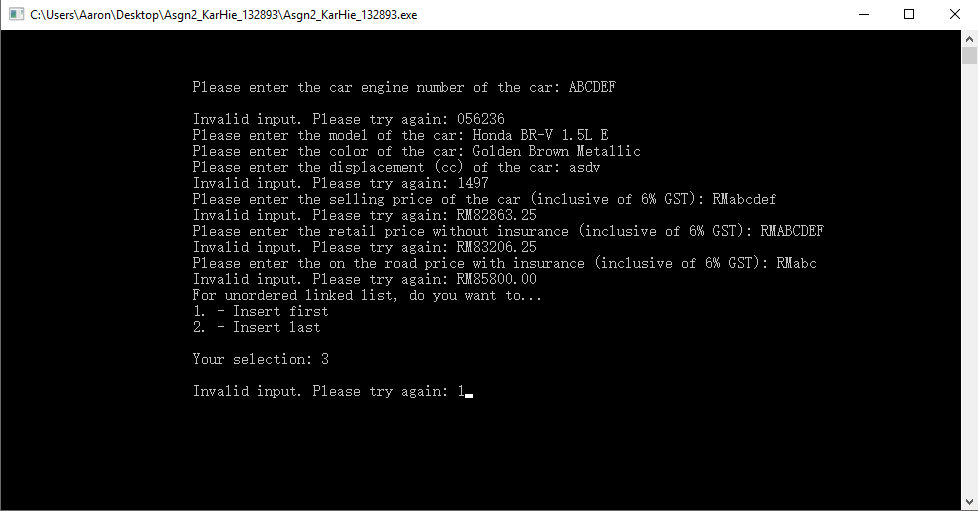 C:\Users\Aaron\Desktop\Asgn2_KarHie_132893\Asgn2_KarHie_132893.exe
Please enter the car engine number of the car: ABCDEF
Invalid input. Please try again: 056236
Please enter the model of the car: Honda BR-V 1.5L E
Please enter the color of the car: Golden Brown Metallic
Please enter the displacement (cc) of the car: asdv
Invalid input. Please try again: 1497
Please enter the selling price of the car (inclusive of 6% GST): RMabcdef
Invalid input. Please try again: RM82863.25
Please enter the retail price without insurance (inclusive of 6% GST): RMABCDEF
Invalid input. Please try again: RM83206.25
Please enter the on the road price with insurance (inclusive of 6% GST): RMabc
Invalid input. Please try again: RM85800.00
For unordered linked list, do you want to...
1. - Insert first
2. - Insert last
Your selection: 3
Invalid input. Please try again: 1